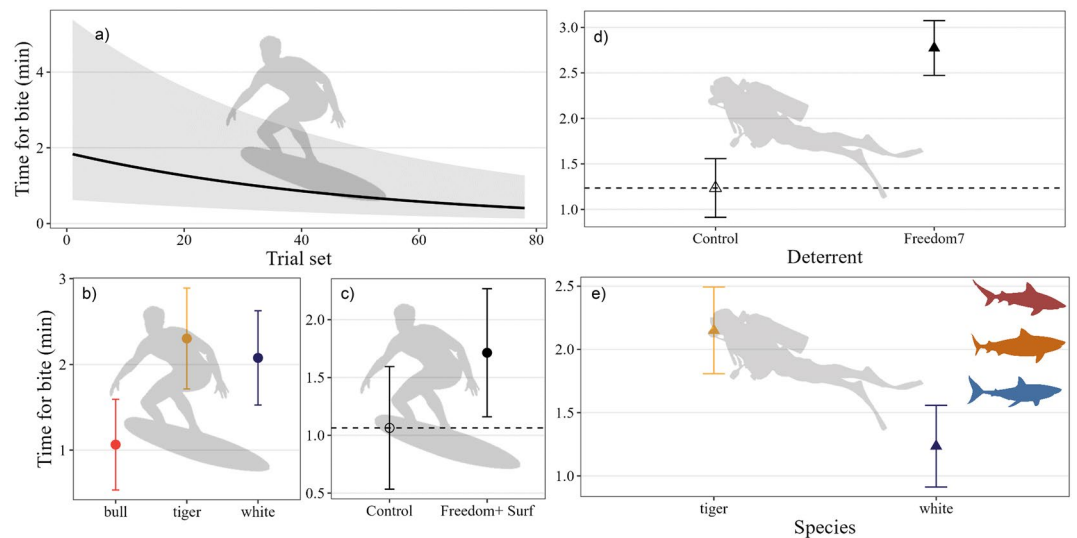 a)
Time for bite (min)
4
2
0
0
20
40
60
80
Trial set
d)
3.0
2.5
2.0
1.5
1.0
Control
Freedom7
Deterrent
b)
Time for bite (min)
3
2
1
bull
tiger
white
c)
2.0
1.5
1.0
0.5
Control
Freedom+ Surf
e)
2.5
2.0
1.5
1.0
tiger
white
Species